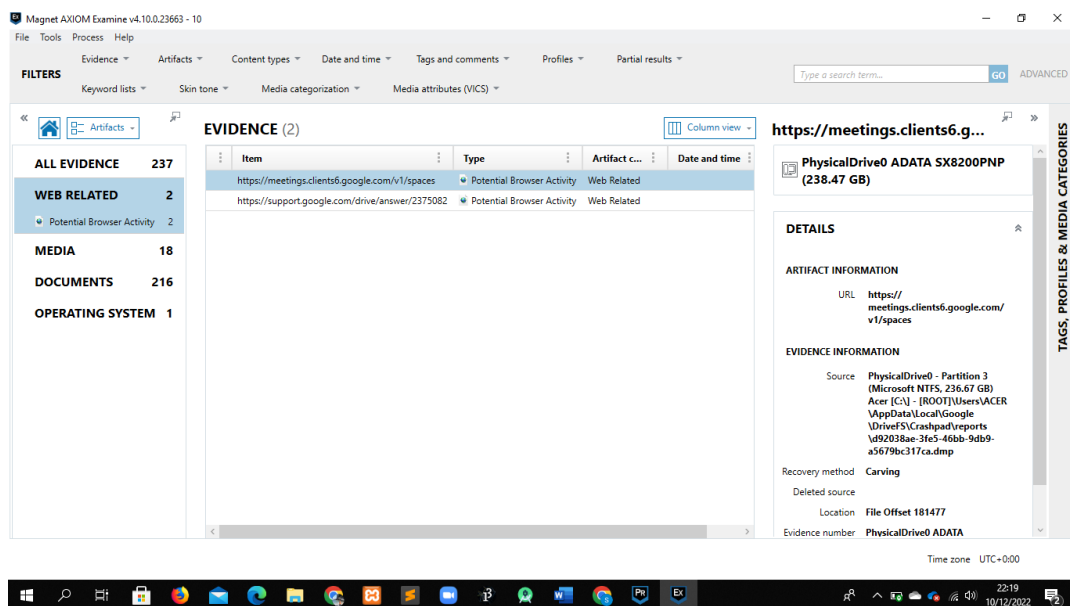 Magnet AXIOM Examine v4.10.0.23663 - 10
File Tools Process Help
FILTERS
Evidence Artifacts Content types Date and time Tags and comments Profiles Partial results
Keyword lists Skin tone Media categorization Media attributes (VICS)
Type a search term...
GO
ADVANCED
Artifacts
ALL EVIDENCE 237
WEB RELATED 2
Potential Browser Activity 2
MEDIA 18
DOCUMENTS 216
OPERATING SYSTEM 1
EVIDENCE (2)
Column view
Item Type Artifact c... Date and time
https://meetings.clients6.google.com/v1/spaces Potential Browser Activity Web Related
https://support.google.com/drive/answer/2375082 Potential Browser Activity Web Related
https://meetings.clients6.g...
PhysicalDrive0 ADATA SX8200PNP
(238.47 GB)
DETAILS
ARTIFACT INFORMATION
URL https://
meetings.clients6.google.com/
v1/spaces
EVIDENCE INFORMATION
Source PhysicalDrive0 - Partition 3
(Microsoft NTFS, 236.67 GB)
Acer [C:\] - [ROOT]\Users\ACER
\AppData\Local\Google
\DriveFS\Crashpad\reports
\d92038ae-3fe5-46bb-9db9-
a5679bc317ca.dmp
Recovery method Carving
Deleted source
Location File Offset 181477
Evidence number PhysicalDrive0 ADATA
TAGS, PROFILES & MEDIA CATEGORIES
Time zone UTC+0:00
PR
EX
22:19
10/12/2022
2